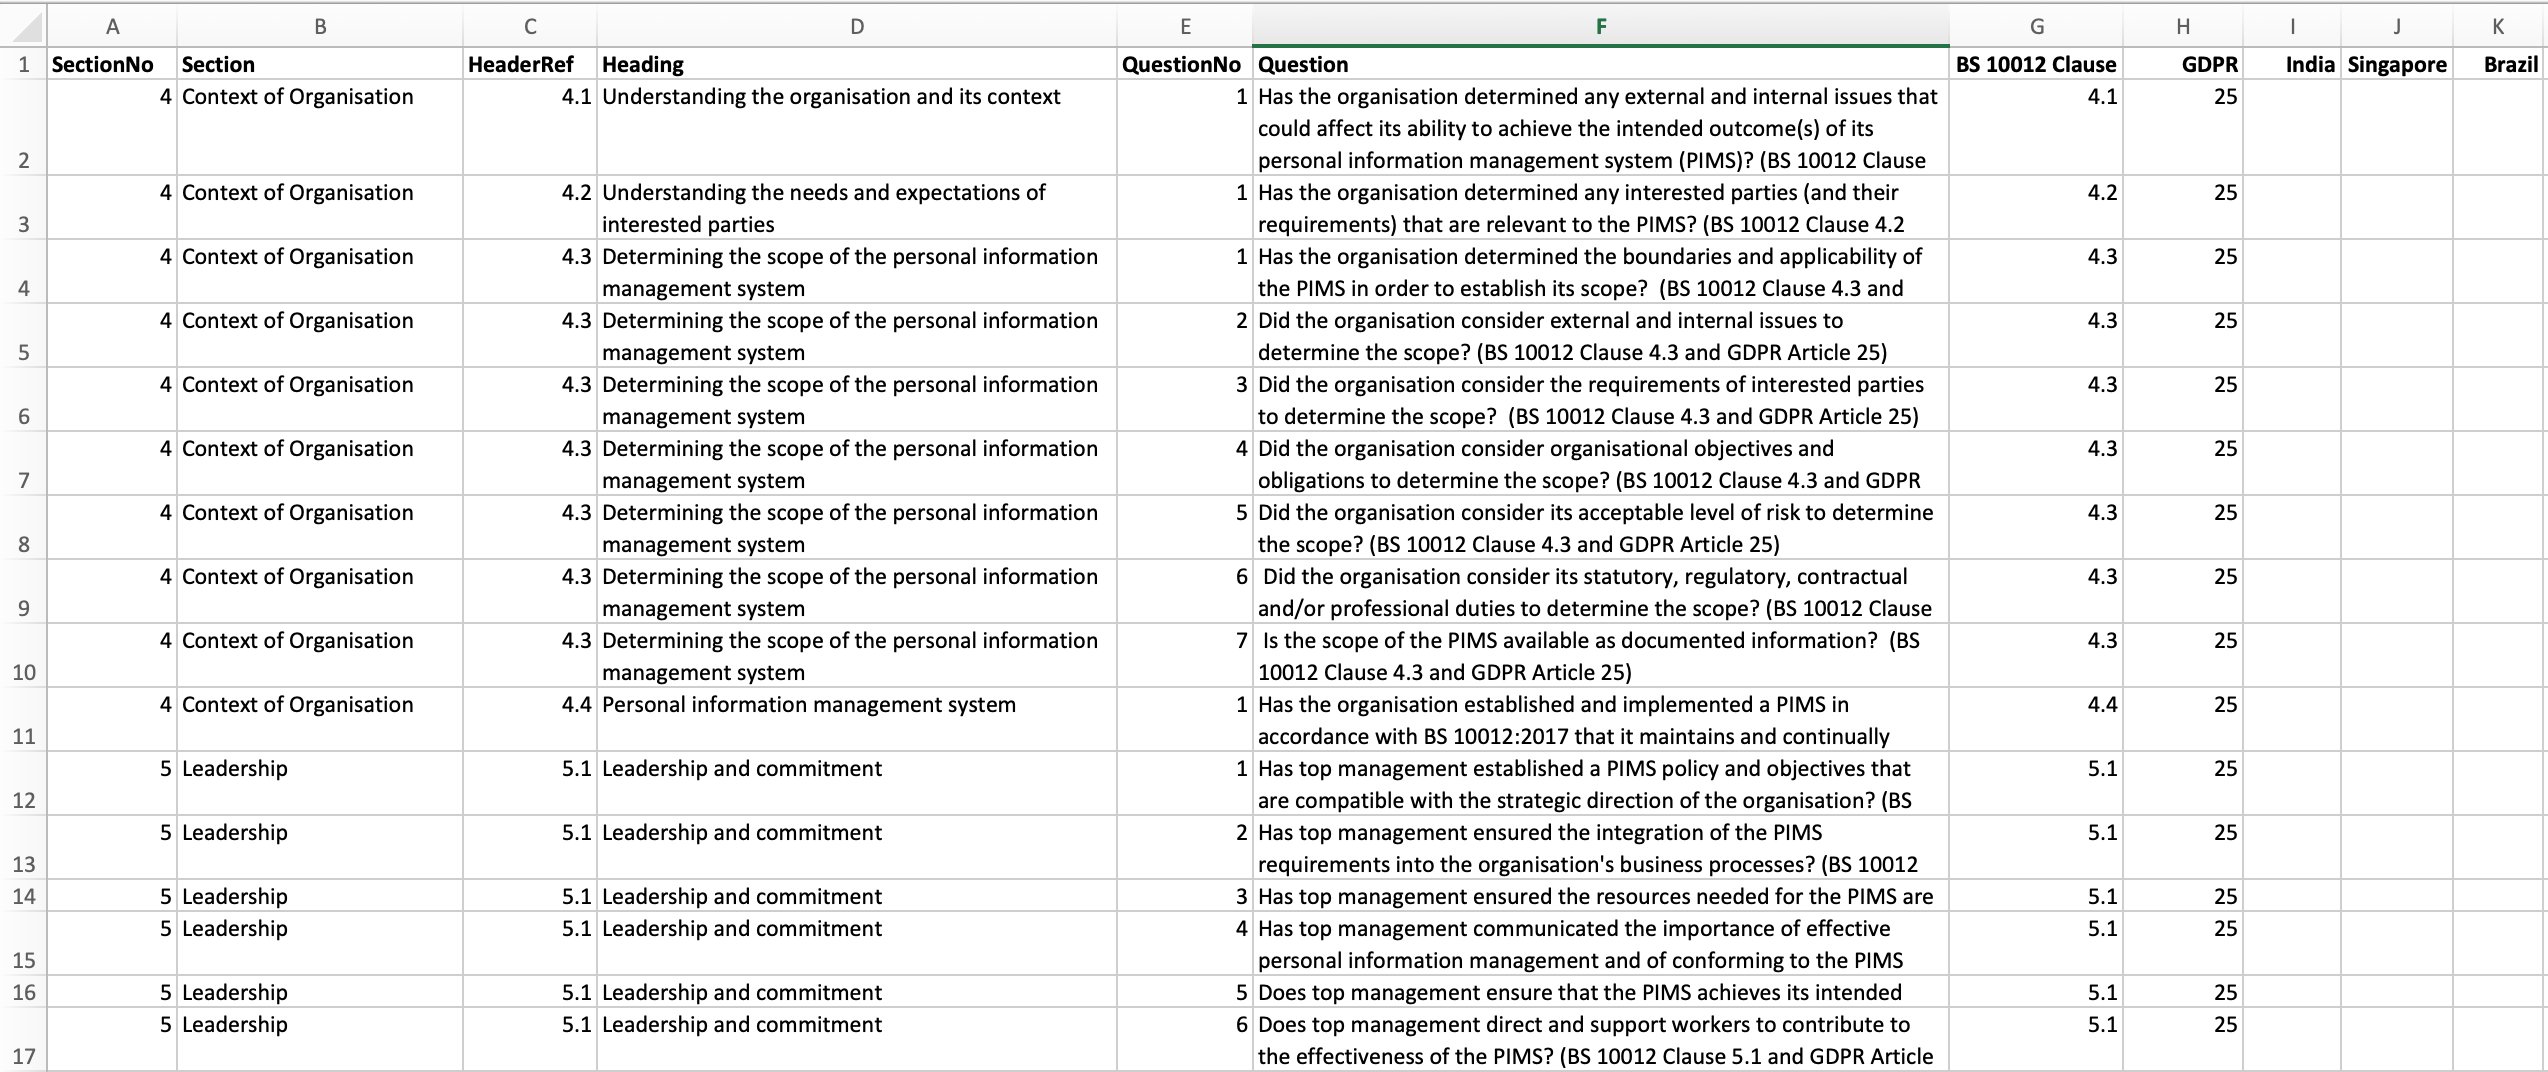 A B C D E F G H I J K
1 SectionNo Section HeaderRef Heading QuestionNo Question BS 10012 Clause GDPR India Singapore Brazil
4 Context of Organisation 4.1 Understanding the organisation and its context 1 Has the organisation determined any external and internal issues that 4.1 25
could affect its ability to achieve the intended outcome(s) of its
2 personal information management system (PIMS)? (BS 10012 Clause
4 Context of Organisation 4.2 Understanding the needs and expectations of 1 Has the organisation determined any interested parties (and their 4.2 25
3 interested parties requirements) that are relevant to the PIMS? (BS 10012 Clause 4.2
4 Context of Organisation 4.3 Determining the scope of the personal information 1 Has the organisation determined the boundaries and applicability of 4.3 25
4 management system the PIMS in order to establish its scope?  (BS 10012 Clause 4.3 and
4 Context of Organisation 4.3 Determining the scope of the personal information 2 Did the organisation consider external and internal issues to 4.3 25
5 management system determine the scope? (BS 10012 Clause 4.3 and GDPR Article 25)
4 Context of Organisation 4.3 Determining the scope of the personal information 3 Did the organisation consider the requirements of interested parties 4.3 25
6 management system to determine the scope?  (BS 10012 Clause 4.3 and GDPR Article 25)
4 Context of Organisation 4.3 Determining the scope of the personal information 4 Did the organisation consider organisational objectives and 4.3 25
7 management system obligations to determine the scope? (BS 10012 Clause 4.3 and GDPR
4 Context of Organisation 4.3 Determining the scope of the personal information 5 Did the organisation consider its acceptable level of risk to determine 4.3 25
8 management system the scope? (BS 10012 Clause 4.3 and GDPR Article 25)
4 Context of Organisation 4.3 Determining the scope of the personal information 6 Did the organisation consider its statutory, regulatory, contractual 4.3 25
9 management system and/or professional duties to determine the scope? (BS 10012 Clause
4 Context of Organisation 4.3 Determining the scope of the personal information 7 Is the scope of the PIMS available as documented information?  (BS 4.3 25
10 management system 10012 Clause 4.3 and GDPR Article 25)
4 Context of Organisation 4.4 Personal information management system 1 Has the organisation established and implemented a PIMS in 4.4 25
11 accordance with BS 10012:2017 that it maintains and continually
5 Leadership 5.1 Leadership and commitment 1 Has top management established a PIMS policy and objectives that 5.1 25
12 are compatible with the strategic direction of the organisation? (BS
5 Leadership 5.1 Leadership and commitment 2 Has top management ensured the integration of the PIMS 5.1 25
13 requirements into the organisation's business processes? (BS 10012
14 5 Leadership 5.1 Leadership and commitment 3 Has top management ensured the resources needed for the PIMS are 5.1 25
5 Leadership 5.1 Leadership and commitment 4 Has top management communicated the importance of effective 5.1 25
15 personal information management and of conforming to the PIMS
16 5 Leadership 5.1 Leadership and commitment 5 Does top management ensure that the PIMS achieves its intended 5.1 25
5 Leadership 5.1 Leadership and commitment 6 Does top management direct and support workers to contribute to 5.1 25
17 the effectiveness of the PIMS? (BS 10012 Clause 5.1 and GDPR Article